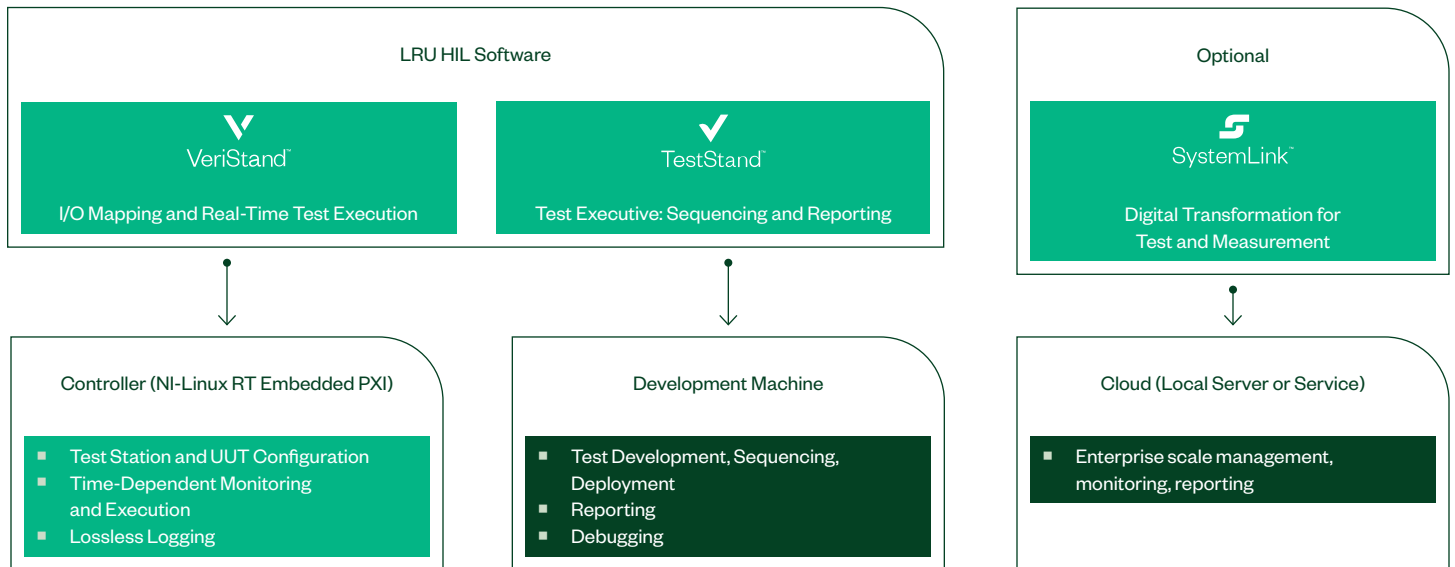 LRU HIL Software
VeriStand™
I/O Mapping and Real-Time Test Execution
TestStand™
Test Executive: Sequencing and Reporting
Optional
SystemLink™
Digital Transformation for
Test and Measurement
Controller (NI-Linux RT Embedded PXI)
▪ Test Station and UUT Configuration
▪ Time-Dependent Monitoring
and Execution
▪ Lossless Logging
Development Machine
▪ Test Development, Sequencing,
Deployment
▪ Reporting
▪ Debugging
Cloud (Local Server or Service)
▪ Enterprise scale management,
monitoring, reporting